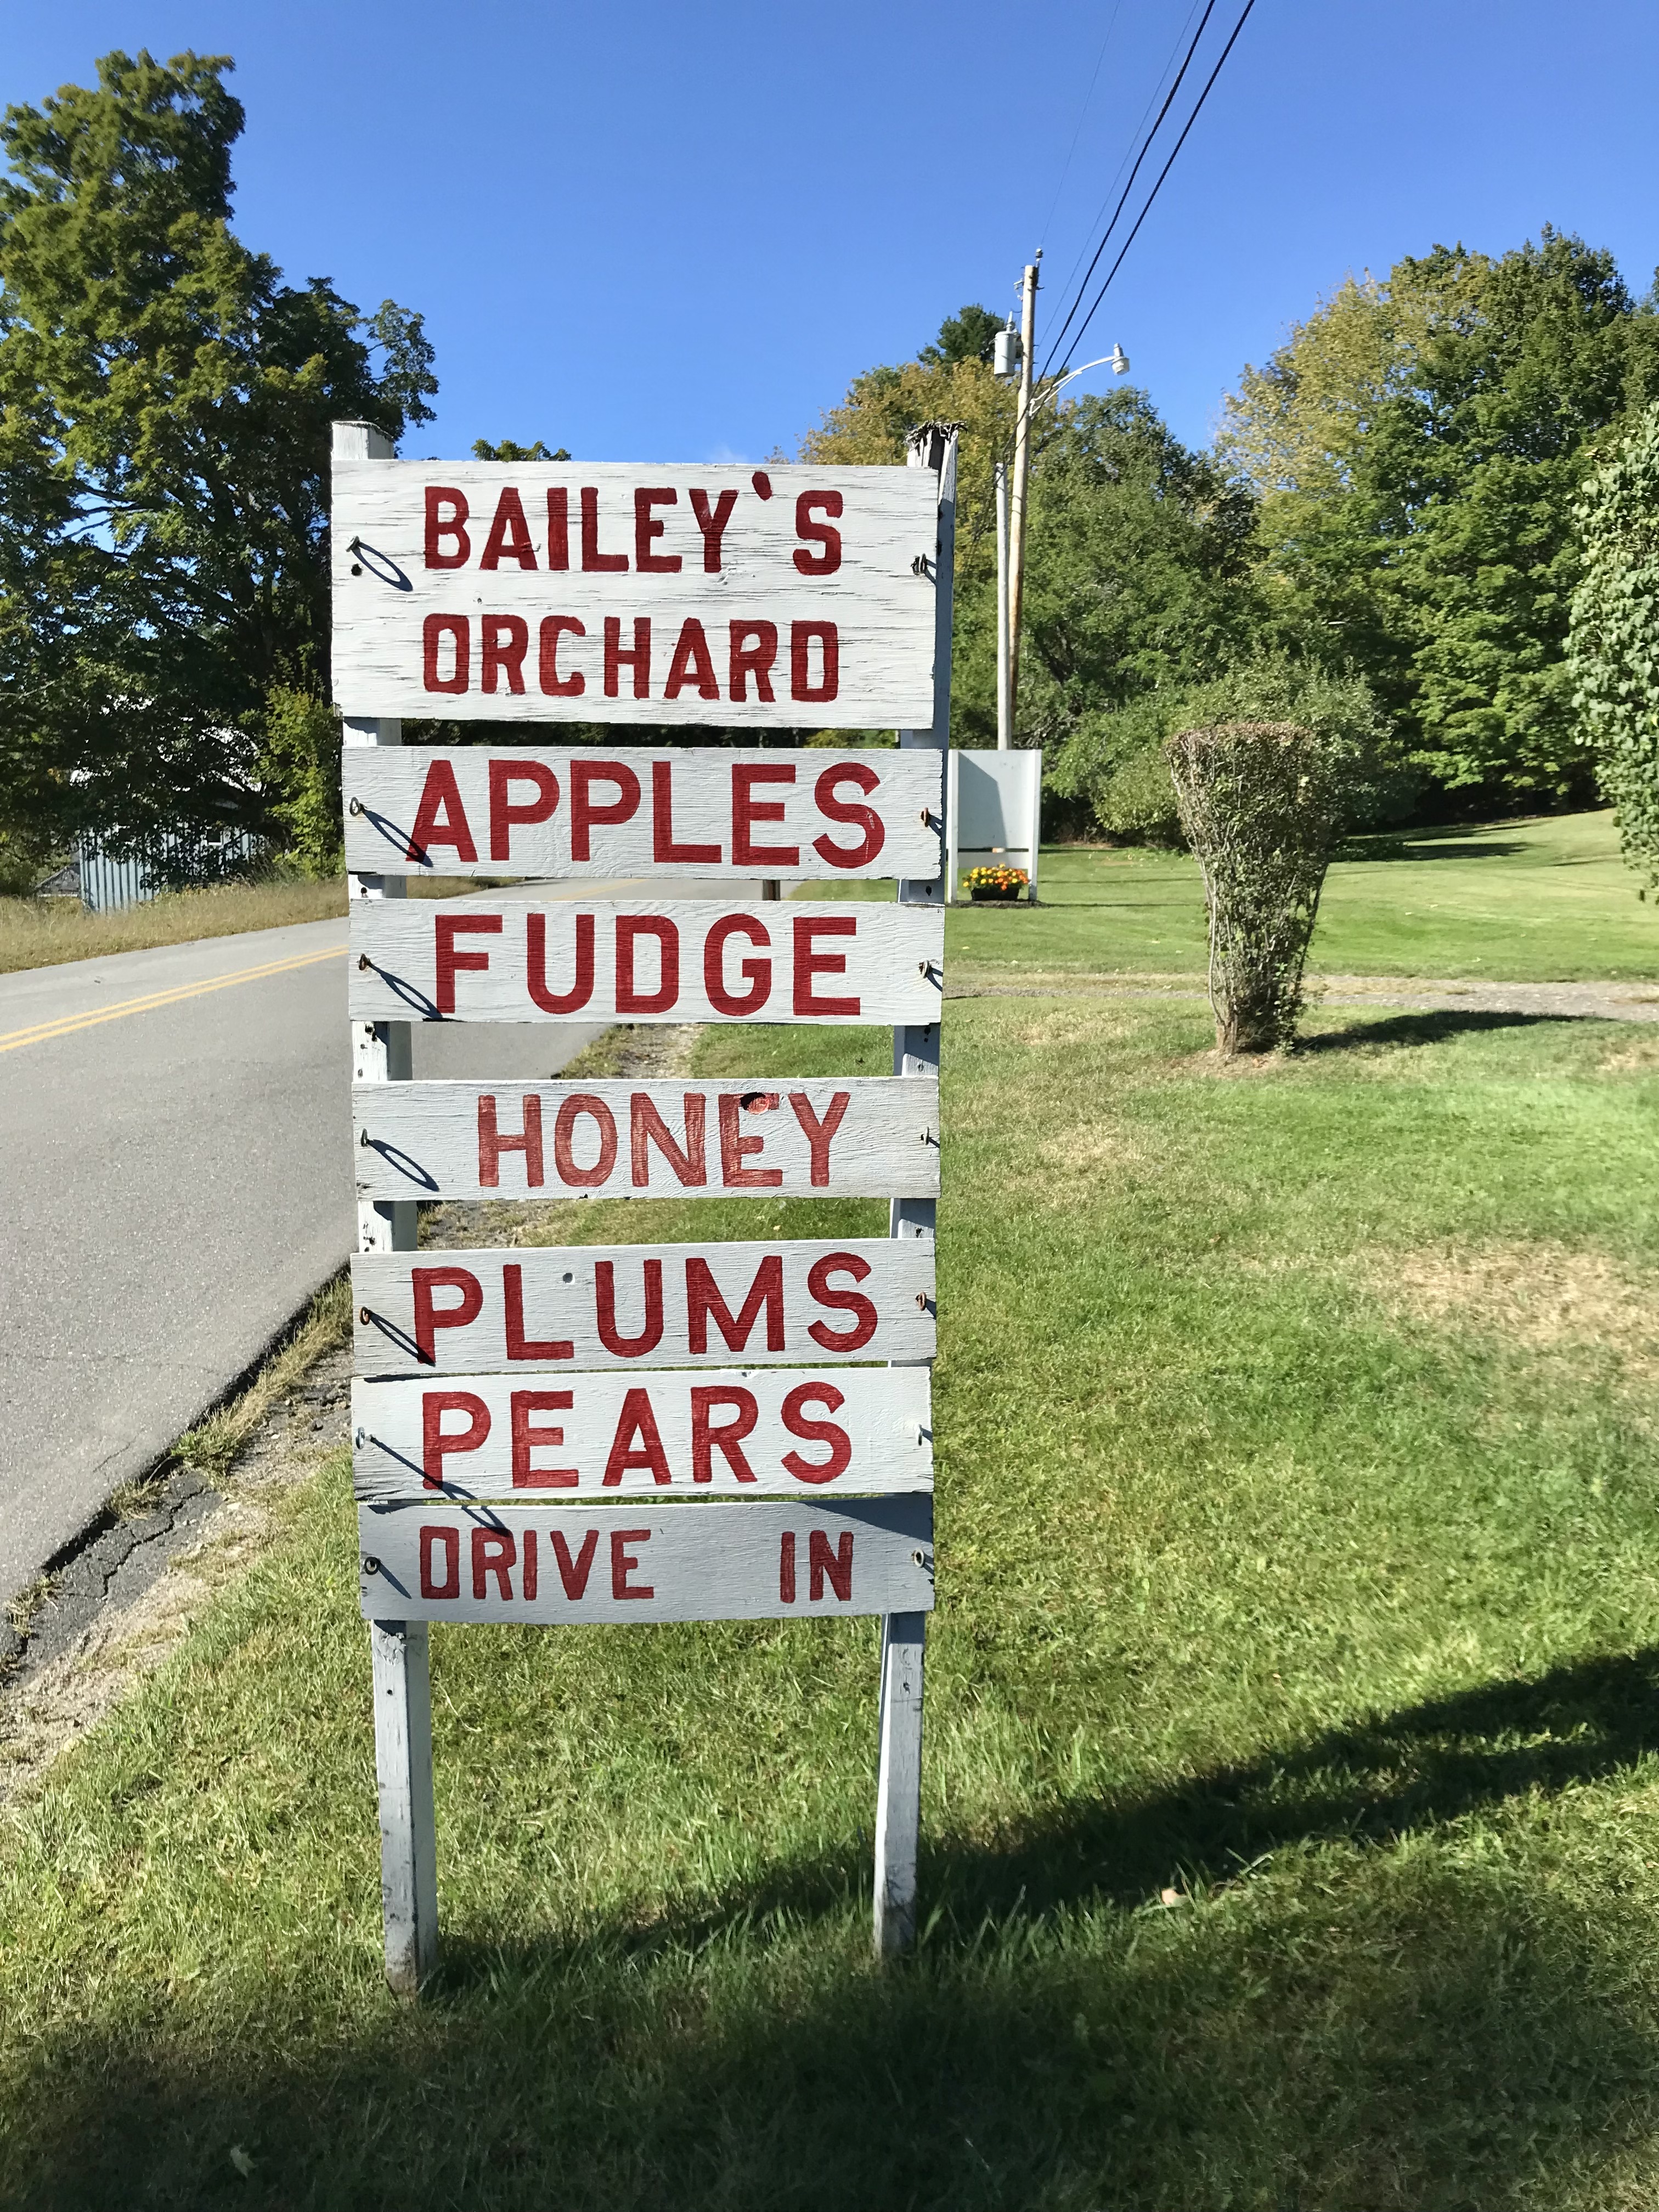 BAILEY'S
ORCHARD
APPLES
FUDGE
HONEY
PLUMS
PEARS
DRIVE IN